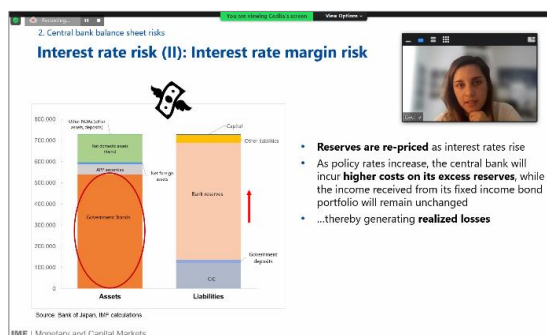 Recording...
You are viewing Cecilia's screen
View Options
2. Central bank balance sheet risks
Interest rate risk (II): Interest rate margin risk
800,000
700,000
600,000
500,000
400,000
300,000
200,000
100,000
0
Other assets, deposits)
Net domestic assets
Net foreign
assets
Government Bonds
Capital
Other liabilities
Bank reserves
Government
deposits
CIC
Assets
Liabilities
Source: Bank of Japan, IMF calculations
• Reserves are re-priced as interest rates rise
• As policy rates increase, the central bank will
incur higher costs on its excess reserves, while
the income received from its fixed income bond
portfolio will remain unchanged
• ...thereby generating realized losses
IMF | Monetary and Capital Markets